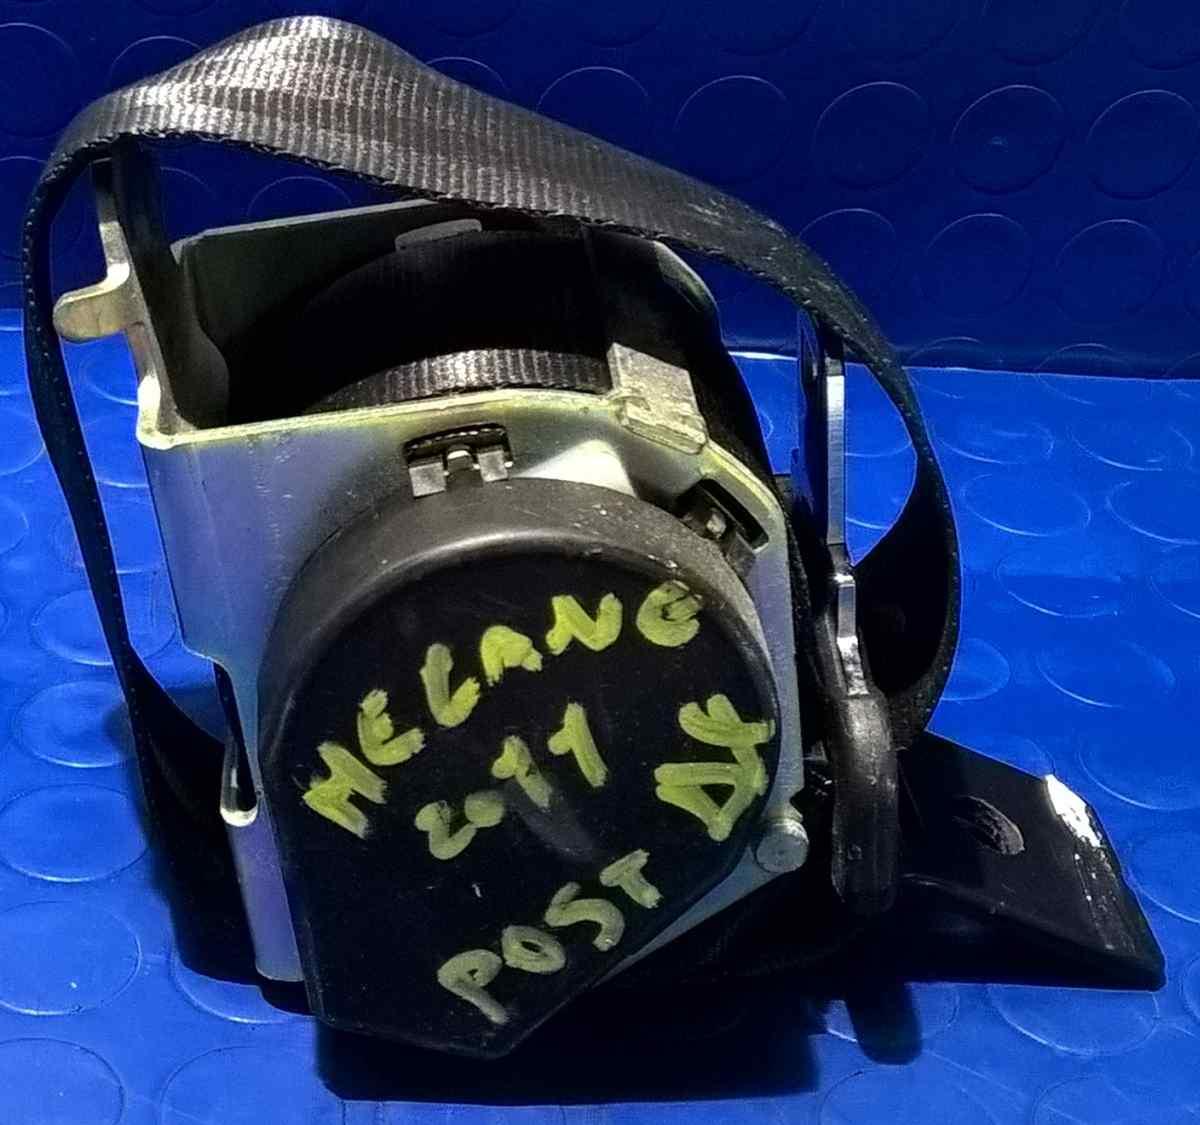 MEGANE
2011
DX
POST